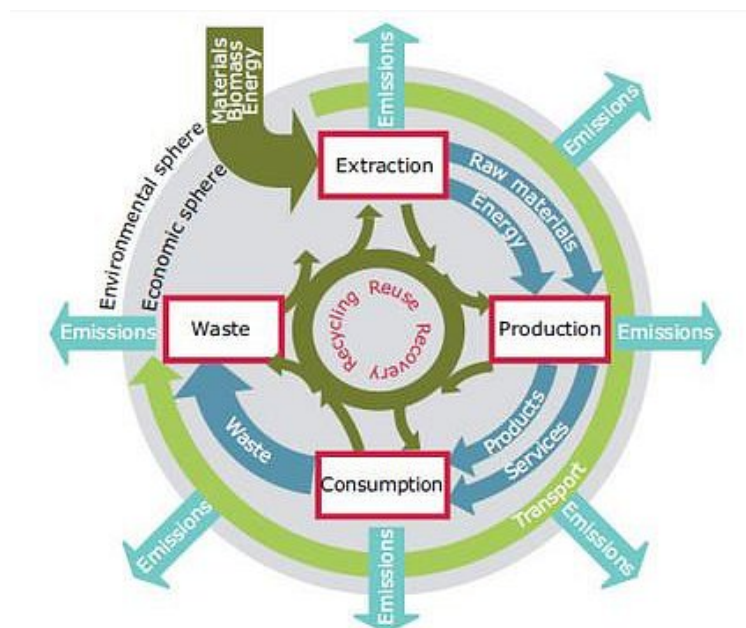 Materials
Biomass
Energy
Emissions
Emissions
Environmental sphere
Economic sphere
Extraction
Raw materials
Energy
Recycling Reuse Recovery
Emissions
Waste
Production
Emissions
Waste
Products
Services
Consumption
Transport
Emissions
Emissions
Emissions